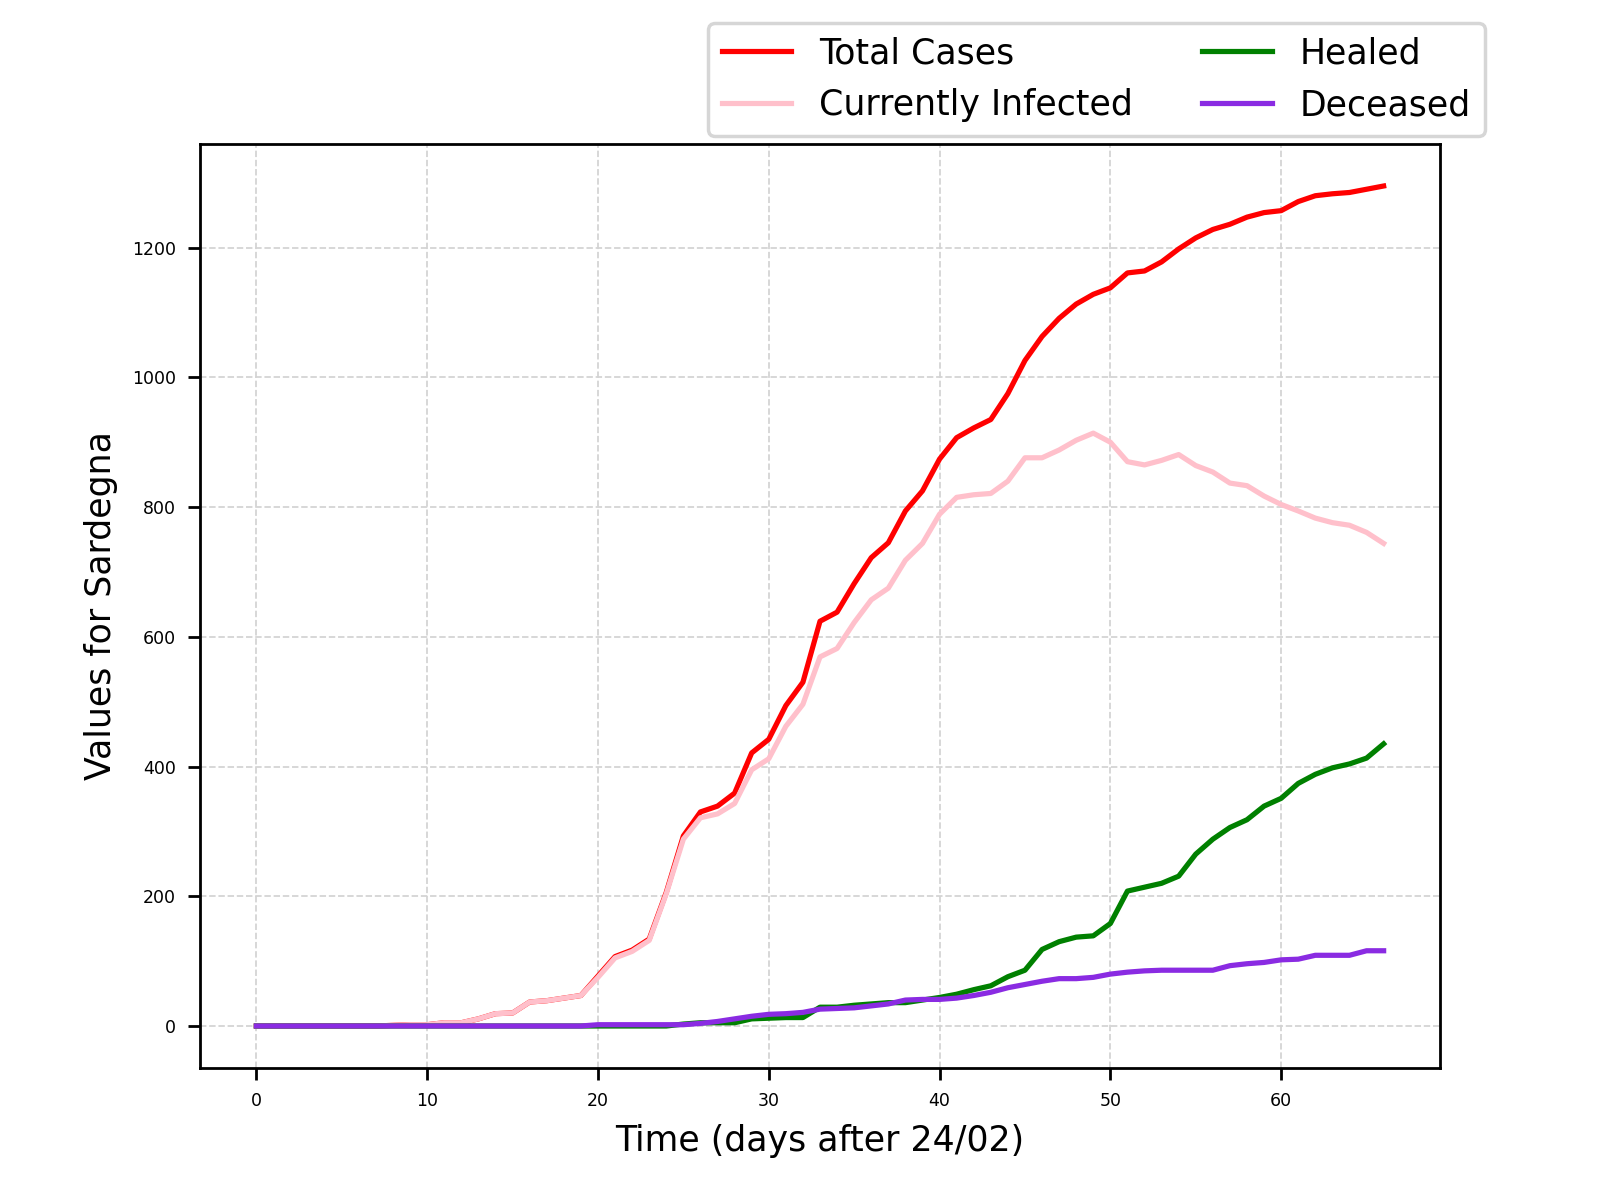 Total Cases
Currently Infected
Healed
Deceased
Values for Sardegna
1200
1000
800
600
400
200
0
0 10 20 30 40 50 60
Time (days after 24/02)